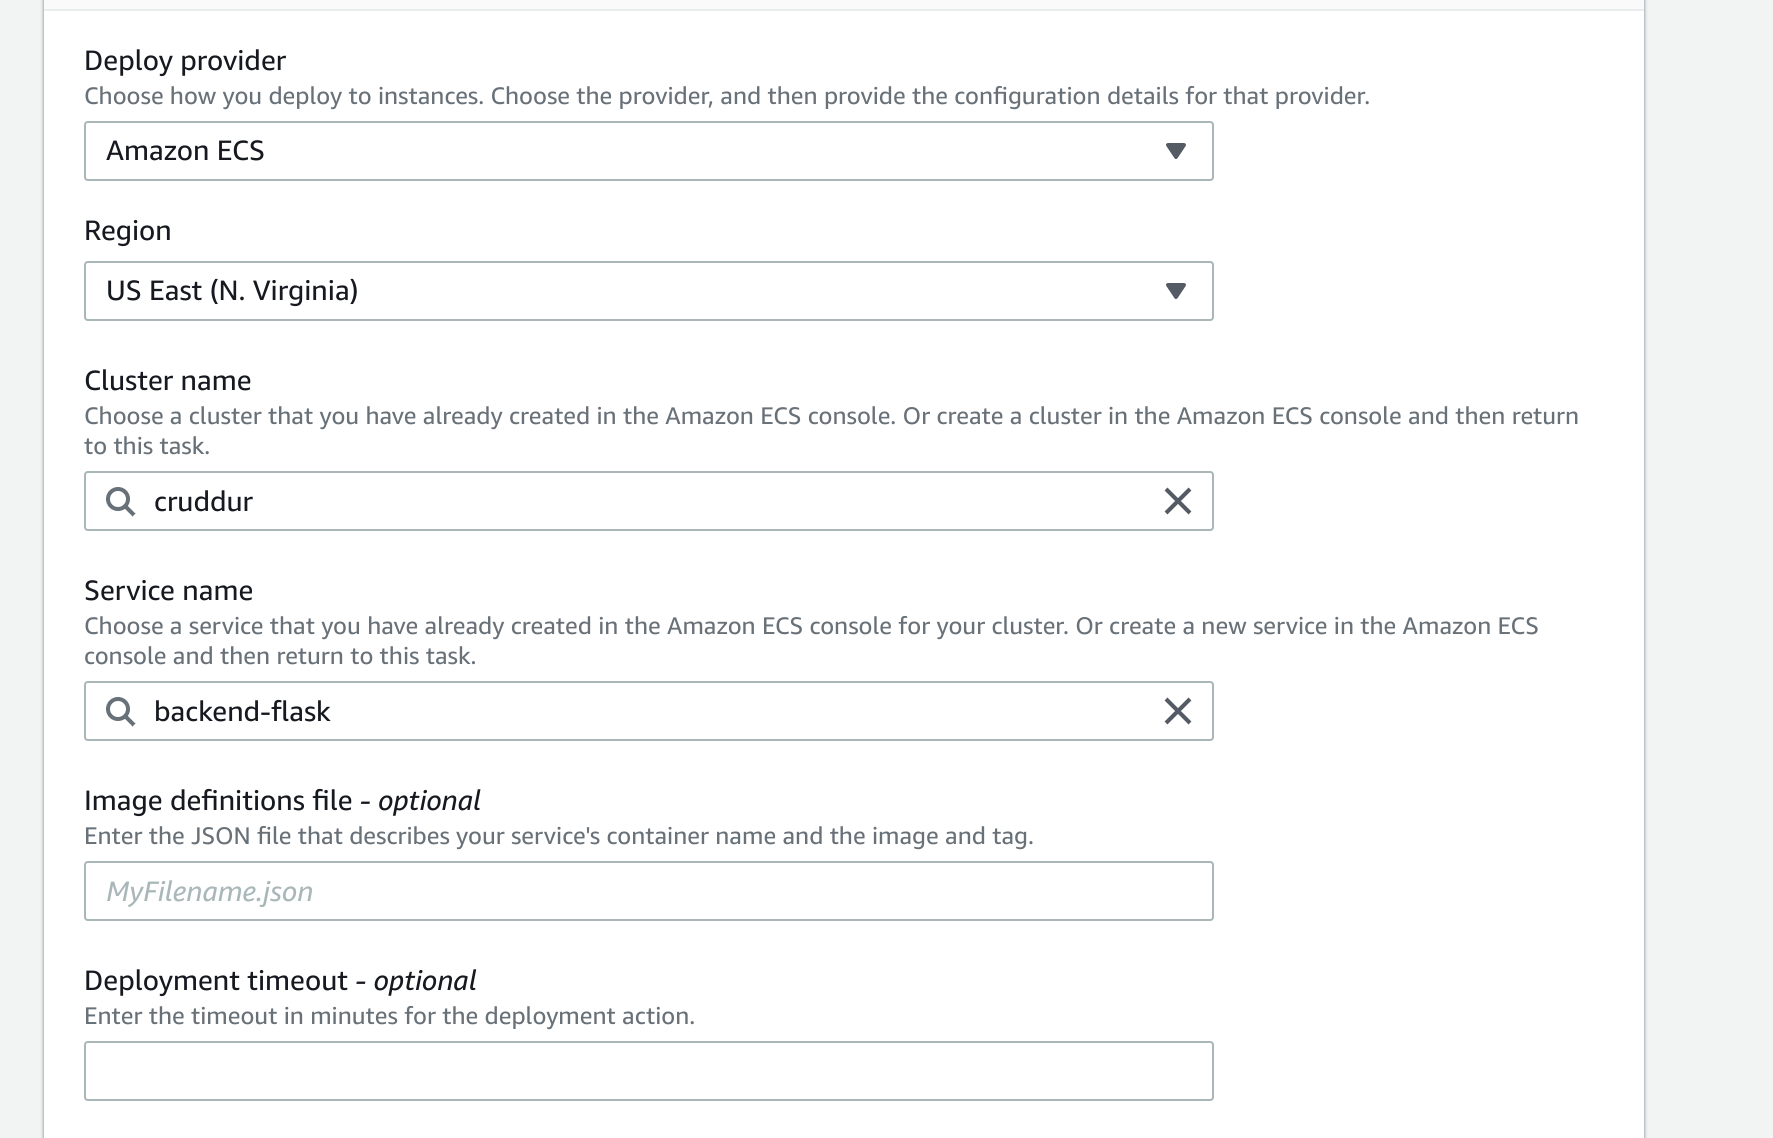 Deploy provider
Choose how you deploy to instances. Choose the provider, and then provide the configuration details for that provider.
Amazon ECS
Region
US East (N. Virginia)
Cluster name
Choose a cluster that you have already created in the Amazon ECS console. Or create a cluster in the Amazon ECS console and then return
to this task.
cruddur
Service name
Choose a service that you have already created in the Amazon ECS console for your cluster. Or create a new service in the Amazon ECS
console and then return to this task.
backend-flask
Image definitions file - optional
Enter the JSON file that describes your service's container name and the image and tag.
MyFilename.json
Deployment timeout - optional
Enter the timeout in minutes for the deployment action.